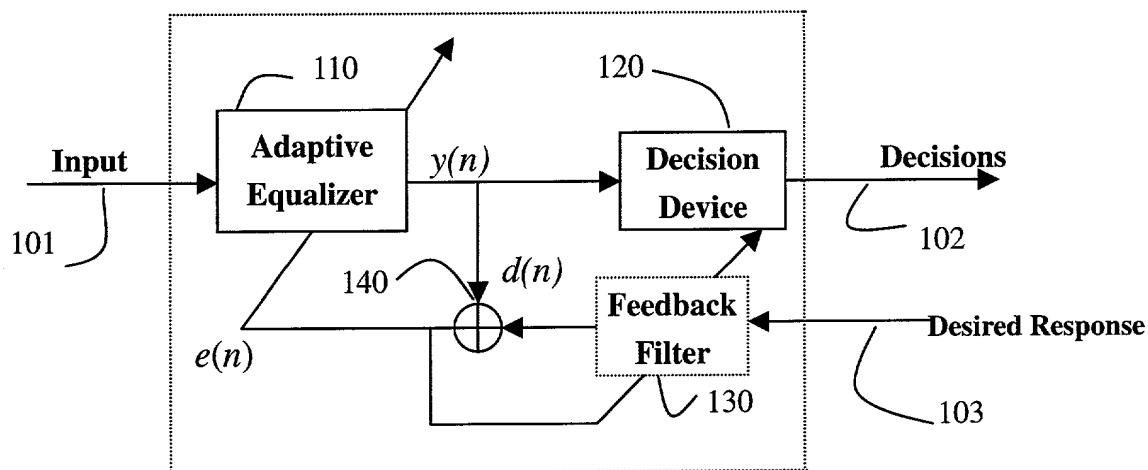 110
120
Input
Adaptive
Equalizer
y(n)
Decision
Device
Decisions
101
102
140
d(n)
Feedback
Filter
Desired Response
e(n)
130
103